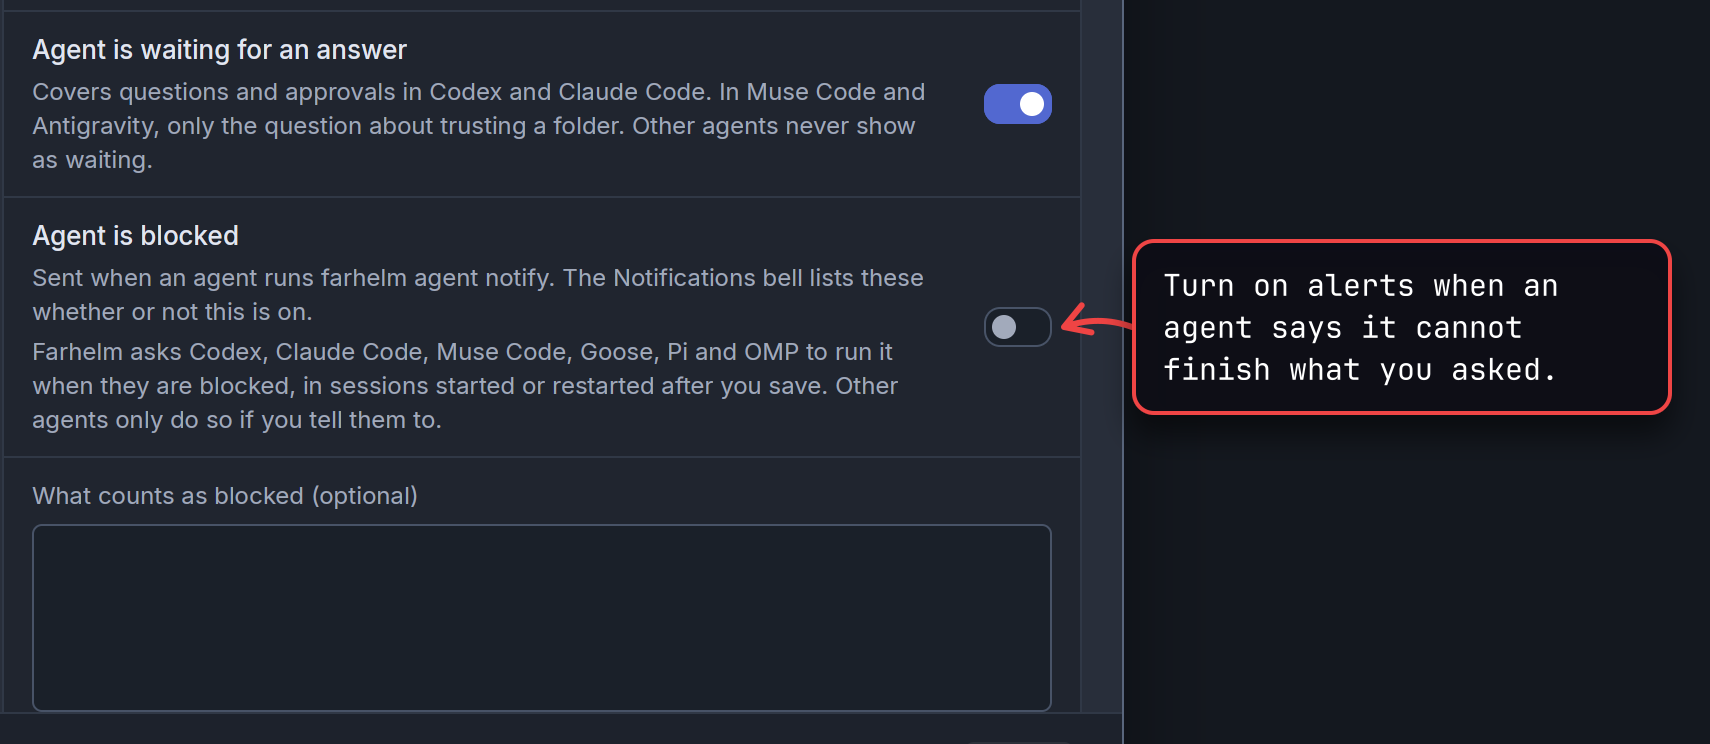 Agent is waiting for an answer
Covers questions and approvals in Codex and Claude Code. In Muse Code and
Antigravity, only the question about trusting a folder. Other agents never show
as waiting.
Agent is blocked
Sent when an agent runs farhelm agent notify. The Notifications bell lists these
whether or not this is on.
Farhelm asks Codex, Claude Code, Muse Code, Goose, Pi and OMP to run it
when they are blocked, in sessions started or restarted after you save. Other
agents only do so if you tell them to.
What counts as blocked (optional)
Turn on alerts when an
agent says it cannot
finish what you asked.